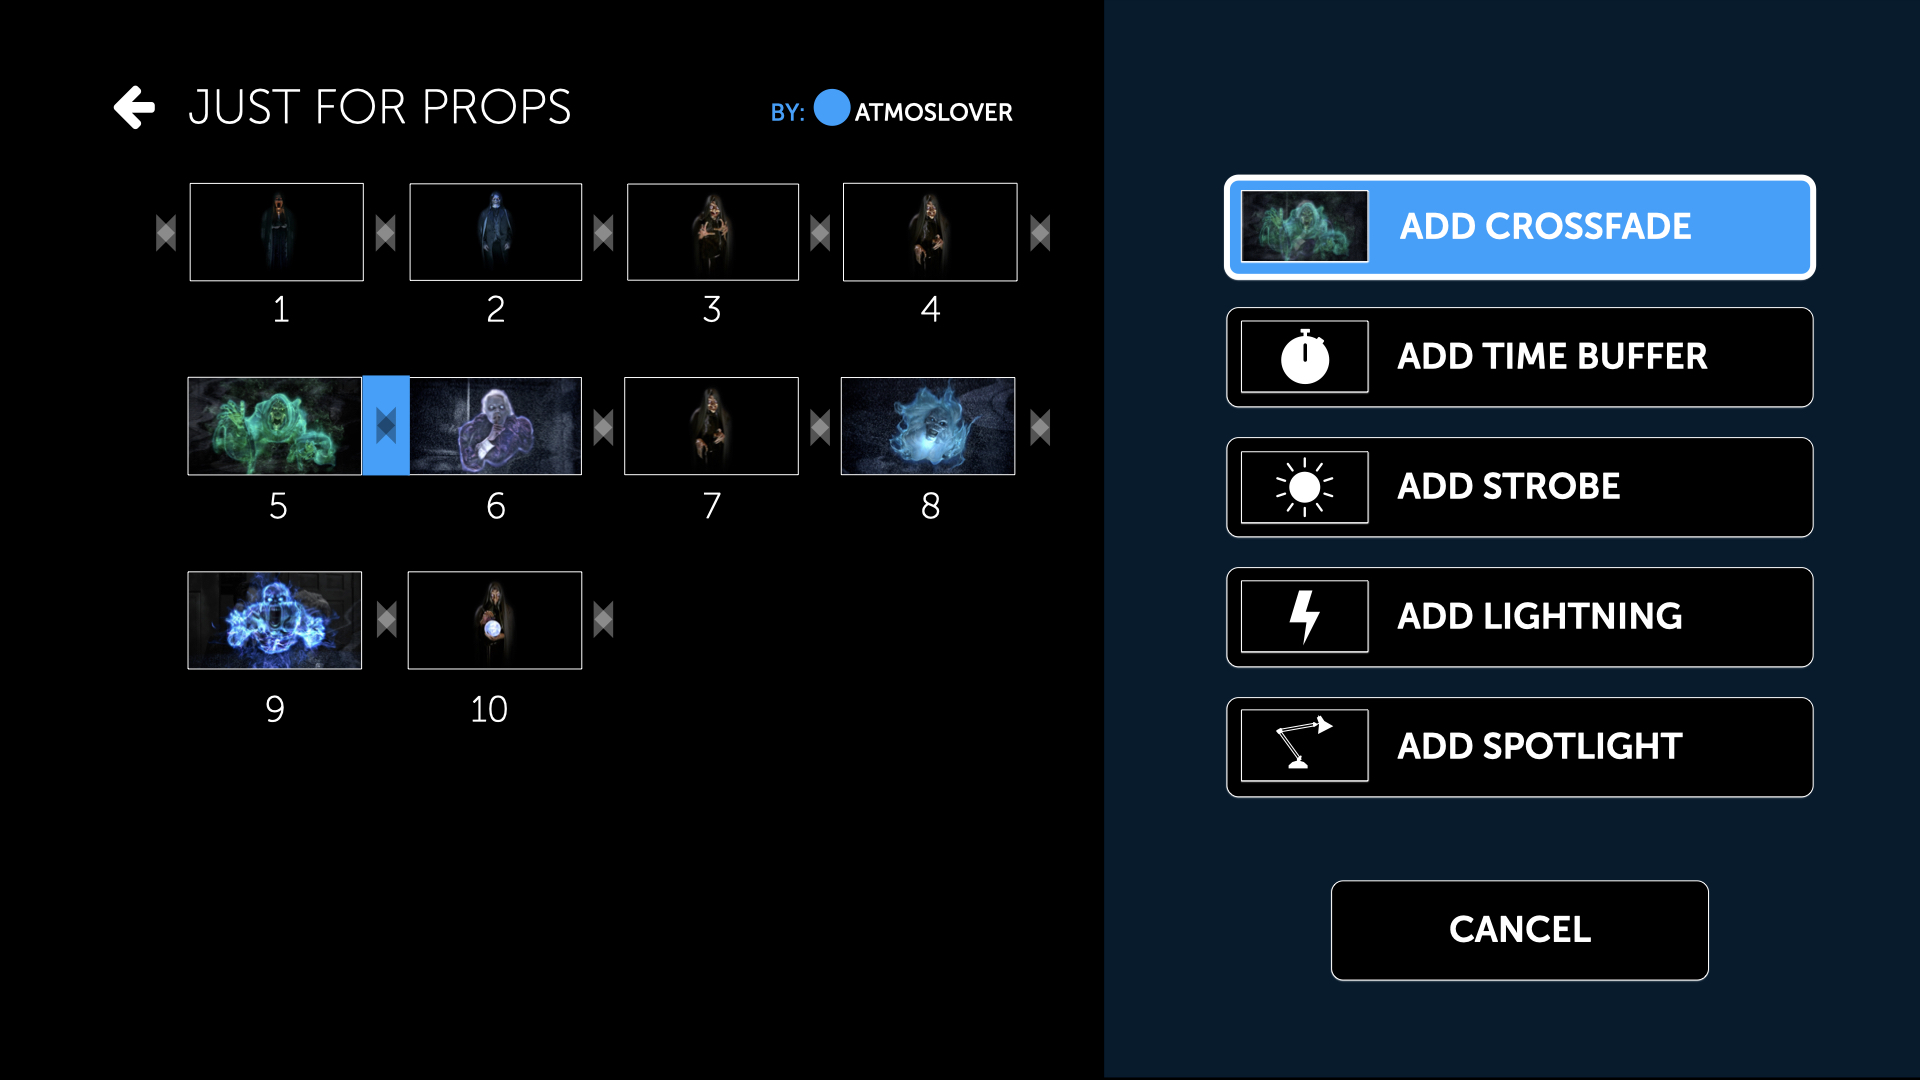 JUST FOR PROPS
BY: ATMOSLOVER
1 2 3 4
5 6 7 8
9 10
ADD CROSSFADE
ADD TIME BUFFER
ADD STROBE
ADD LIGHTNING
ADD SPOTLIGHT
CANCEL